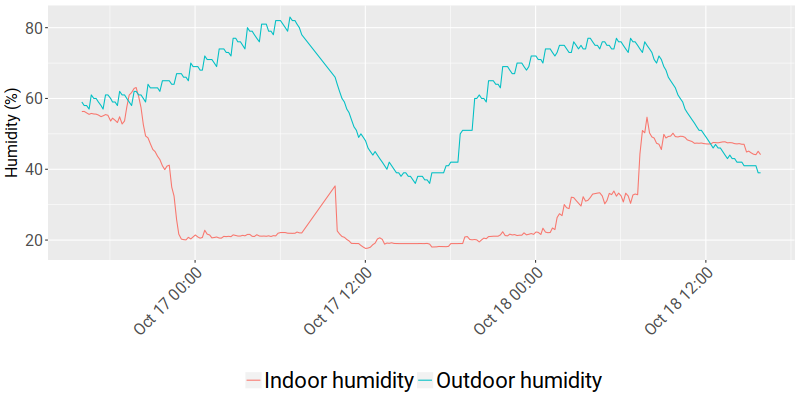 Humidity (%)
80
60
40
20
Oct 17 00:00
Oct 17 12:00
Oct 18 00:00
Oct 18 12:00
Indoor humidity
Outdoor humidity